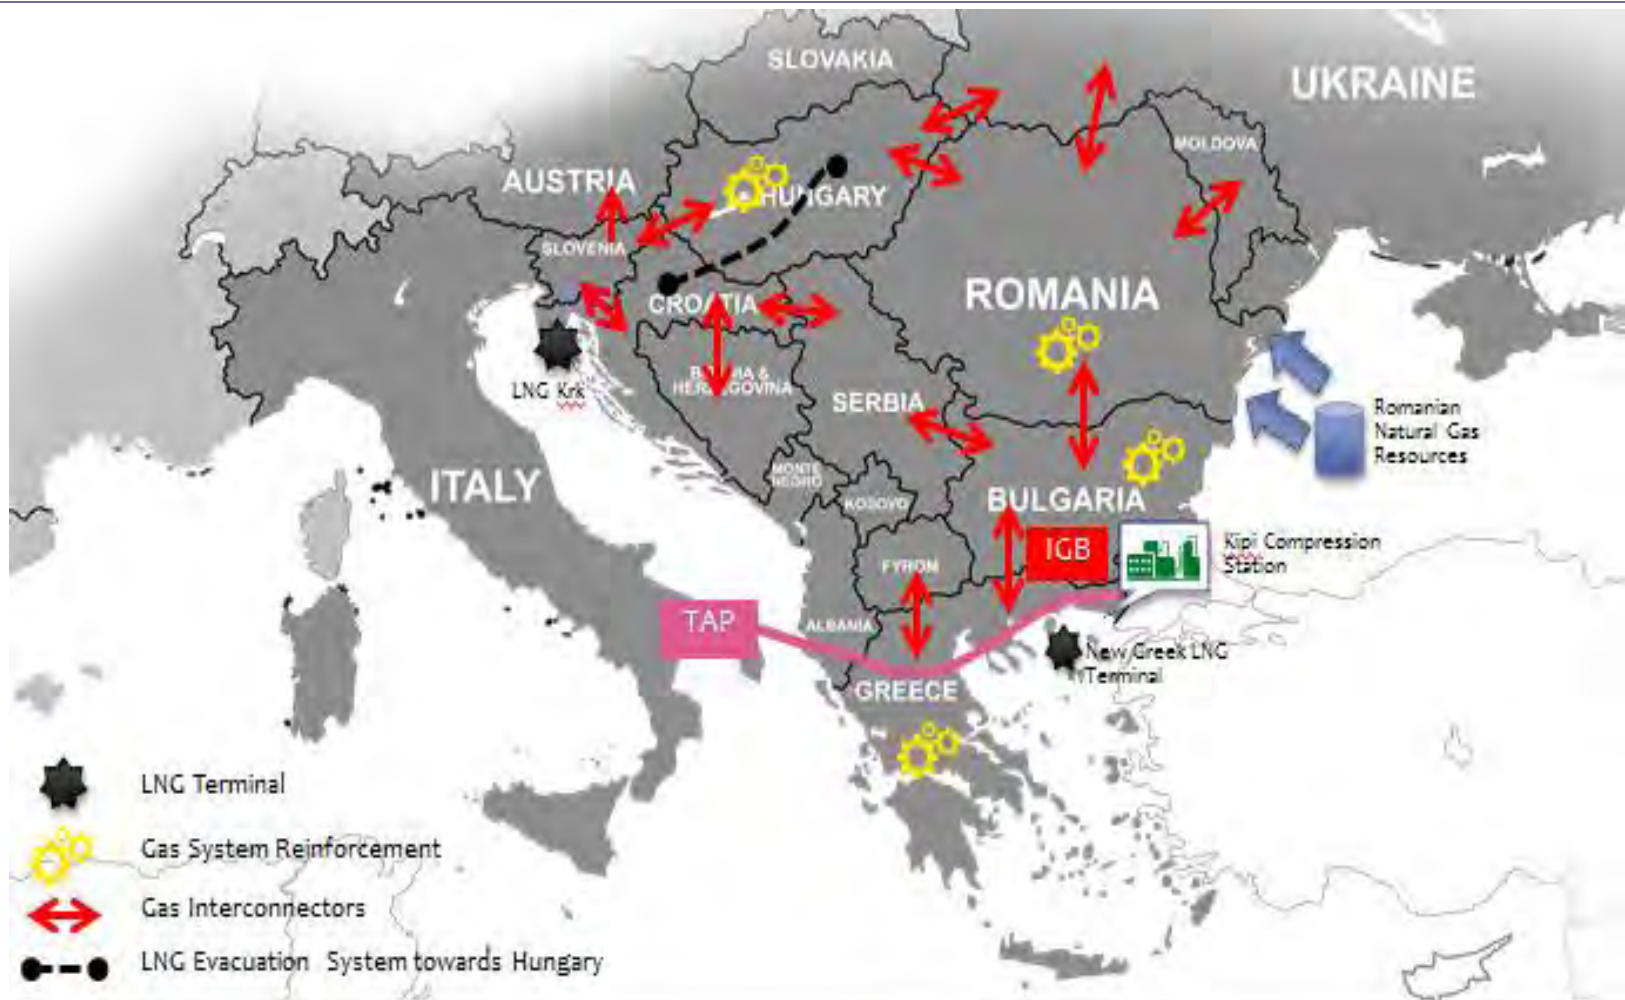 SLOVAKIA
UKRAINE
MOLDOVA
AUSTRIA
HUNGARY
SLOVENIA
ROMANIA
CROATIA
LNG Krk
BOSNIA &
HERZEGOVINA
SERBIA
Romanian
Natural Gas
Resources
ITALY
MONTE
NEGRO
KOSOVO
BULGARIA
IGB
Kipi Compression
Station
FYROM
TAP
ALBANIA
New Greek LNG
Terminal
GREECE
LNG Terminal
Gas System Reinforcement
Gas Interconnectors
LNG Evacuation System towards Hungary